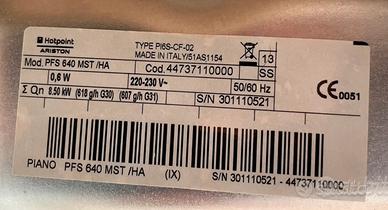 Hotpoint
ARISTON
TYPE PI6S-CF-02
MADE IN ITALY/51AS1154
13
SS
Mod. PFS 640 MST /HA
Cod. 44737110000
0,6 W
220-230 V~
50/60 Hz
CE 0051
Σ Qn 8.50 kW (618 g/h G30) (607 g/h G31)
S/N 301110521
PIANO PFS 640 MST /HA (IX)
S/N 301110521 - 44737110000